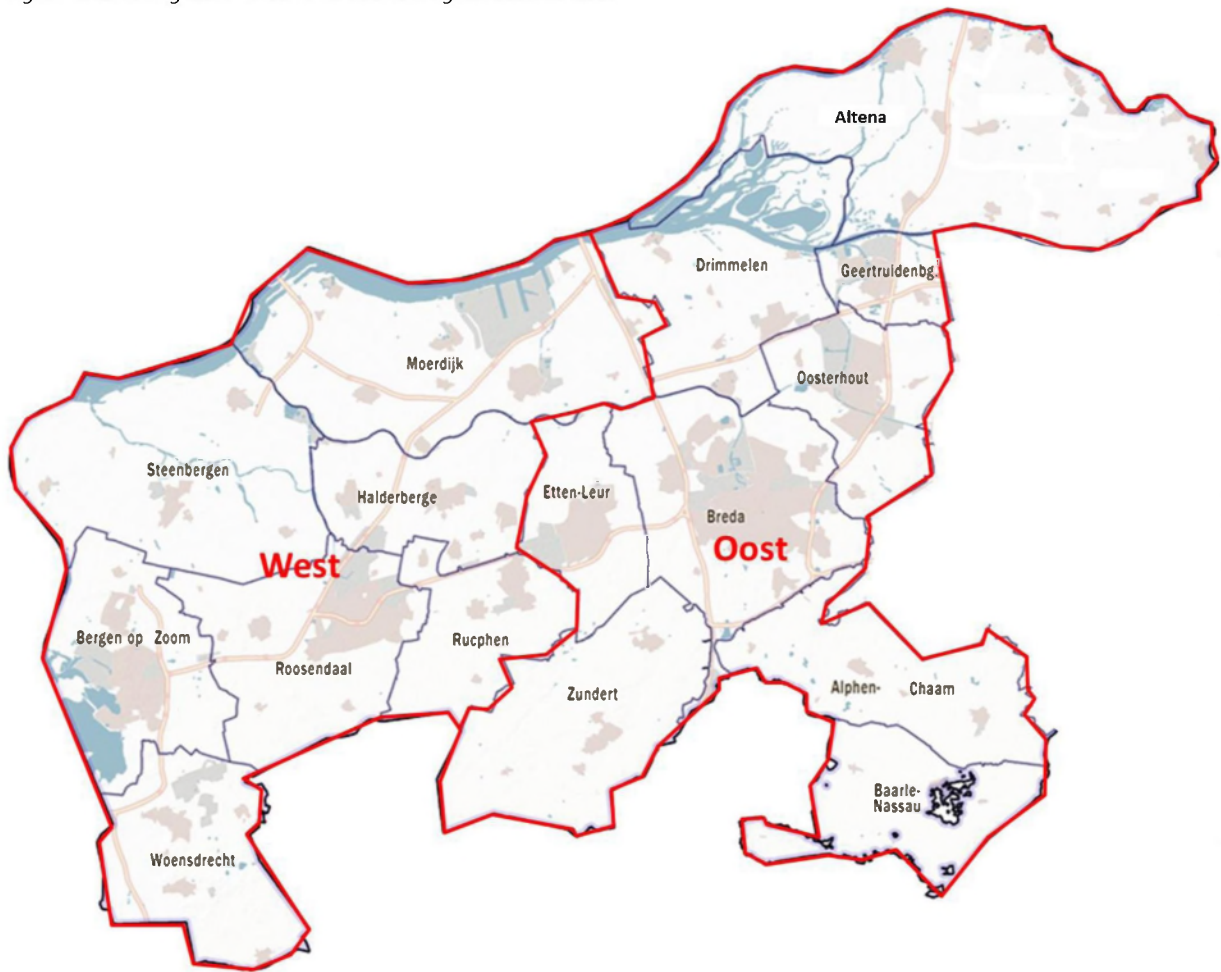 Altena
Drimmelen
Geertruidenbg.
Moerdijk
Oosterhout
Steenbergen
Halderberge
Etten-Leur
Breda
West
Oost
Bergen op Zoom
Roosendaal
Rucphen
Zundert
Alphen- Chaam
Baarle-
Nassau
Woensdrecht